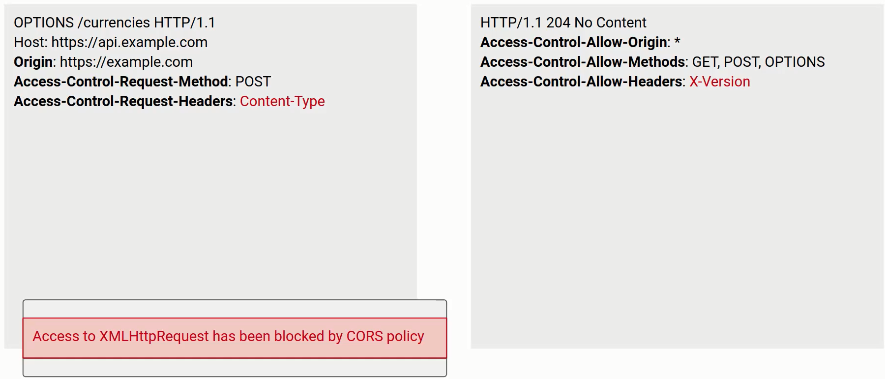 OPTIONS /currencies HTTP/1.1
Host: https://api.example.com
Origin: https://example.com
Access-Control-Request-Method: POST
Access-Control-Request-Headers: Content-Type
HTTP/1.1 204 No Content
Access-Control-Allow-Origin: *
Access-Control-Allow-Methods: GET, POST, OPTIONS
Access-Control-Allow-Headers: X-Version
Access to XMLHttpRequest has been blocked by CORS policy